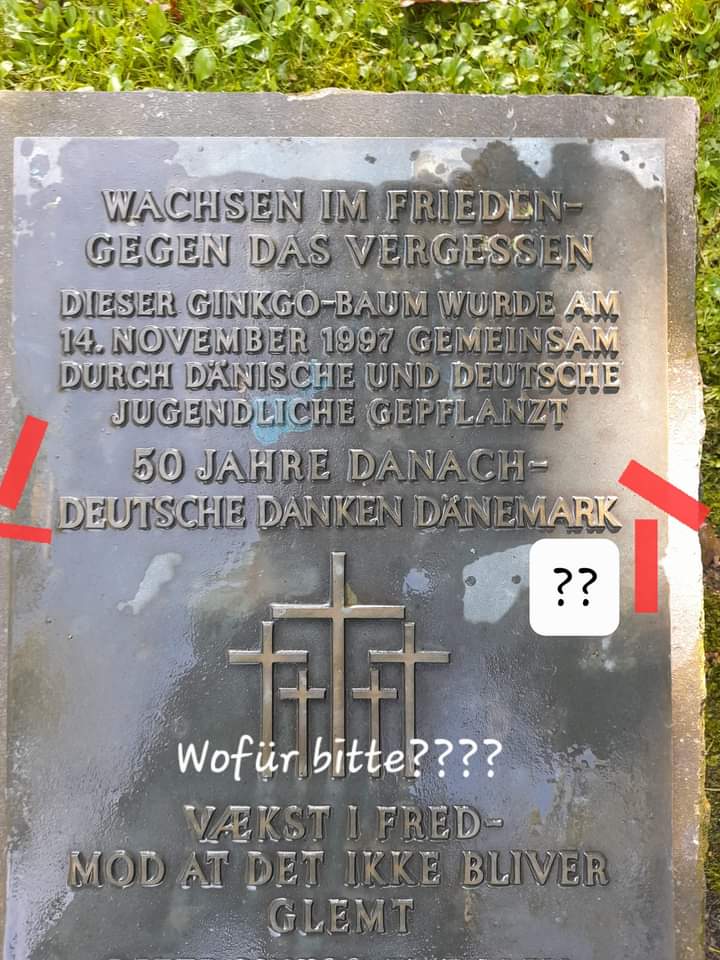 WACHSEN IM FRIEDEN-
GEGEN DAS VERGESSEN
DIESER GINKGO-BAUM WURDE AM
14. NOVEMBER 1997 GEMEINSAM
DURCH DÄNISCHE UND DEUTSCHE
JUGENDLICHE GEPFLANZT
50 JAHRE DANACH-
DEUTSCHE DANKEN DÄNEMARK
??
Wofür bitte????
VÆKST I FRED-
MOD AT DET IKKE BLIVER
GLEMT